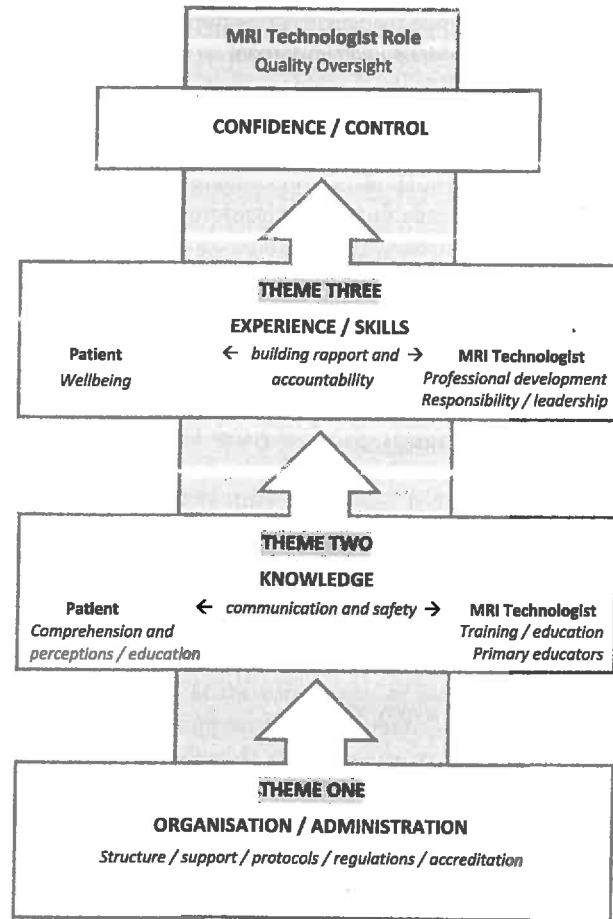 MRI Technologist Role
Quality Oversight
CONFIDENCE / CONTROL
THEME THREE
EXPERIENCE / SKILLS
Patient ← building rapport and → MRI Technologist
Wellbeing accountability Professional development
Responsibility / leadership
THEME TWO
KNOWLEDGE
Patient ← communication and safety → MRI Technologist
Comprehension and Training / education
perceptions / education Primary educators
THEME ONE
ORGANISATION / ADMINISTRATION
Structure / support / protocols / regulations / accreditation